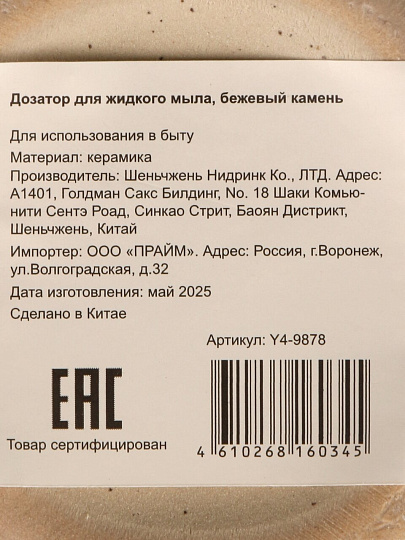 Дозатор для жидкого мыла, бежевый камень
Для использования в быту
Материал: керамика
Производитель: Шеньчжень Нидринк Ко., ЛТД. Адрес:
А1401, Голдман Сакс Билдинг, No. 18 Шаки Комью-
нити Сентэ Роад, Синкао Стрит, Баоян Дистрикт,
Шеньчжень, Китай
Импортер: ООО «ПРАЙМ». Адрес: Россия, г.Воронеж,
ул.Волгоградская, д.32
Дата изготовления: май 2025
Сделано в Китае
Артикул: Y4-9878
ЕАС
Товар сертифицирован
4 610268 160345